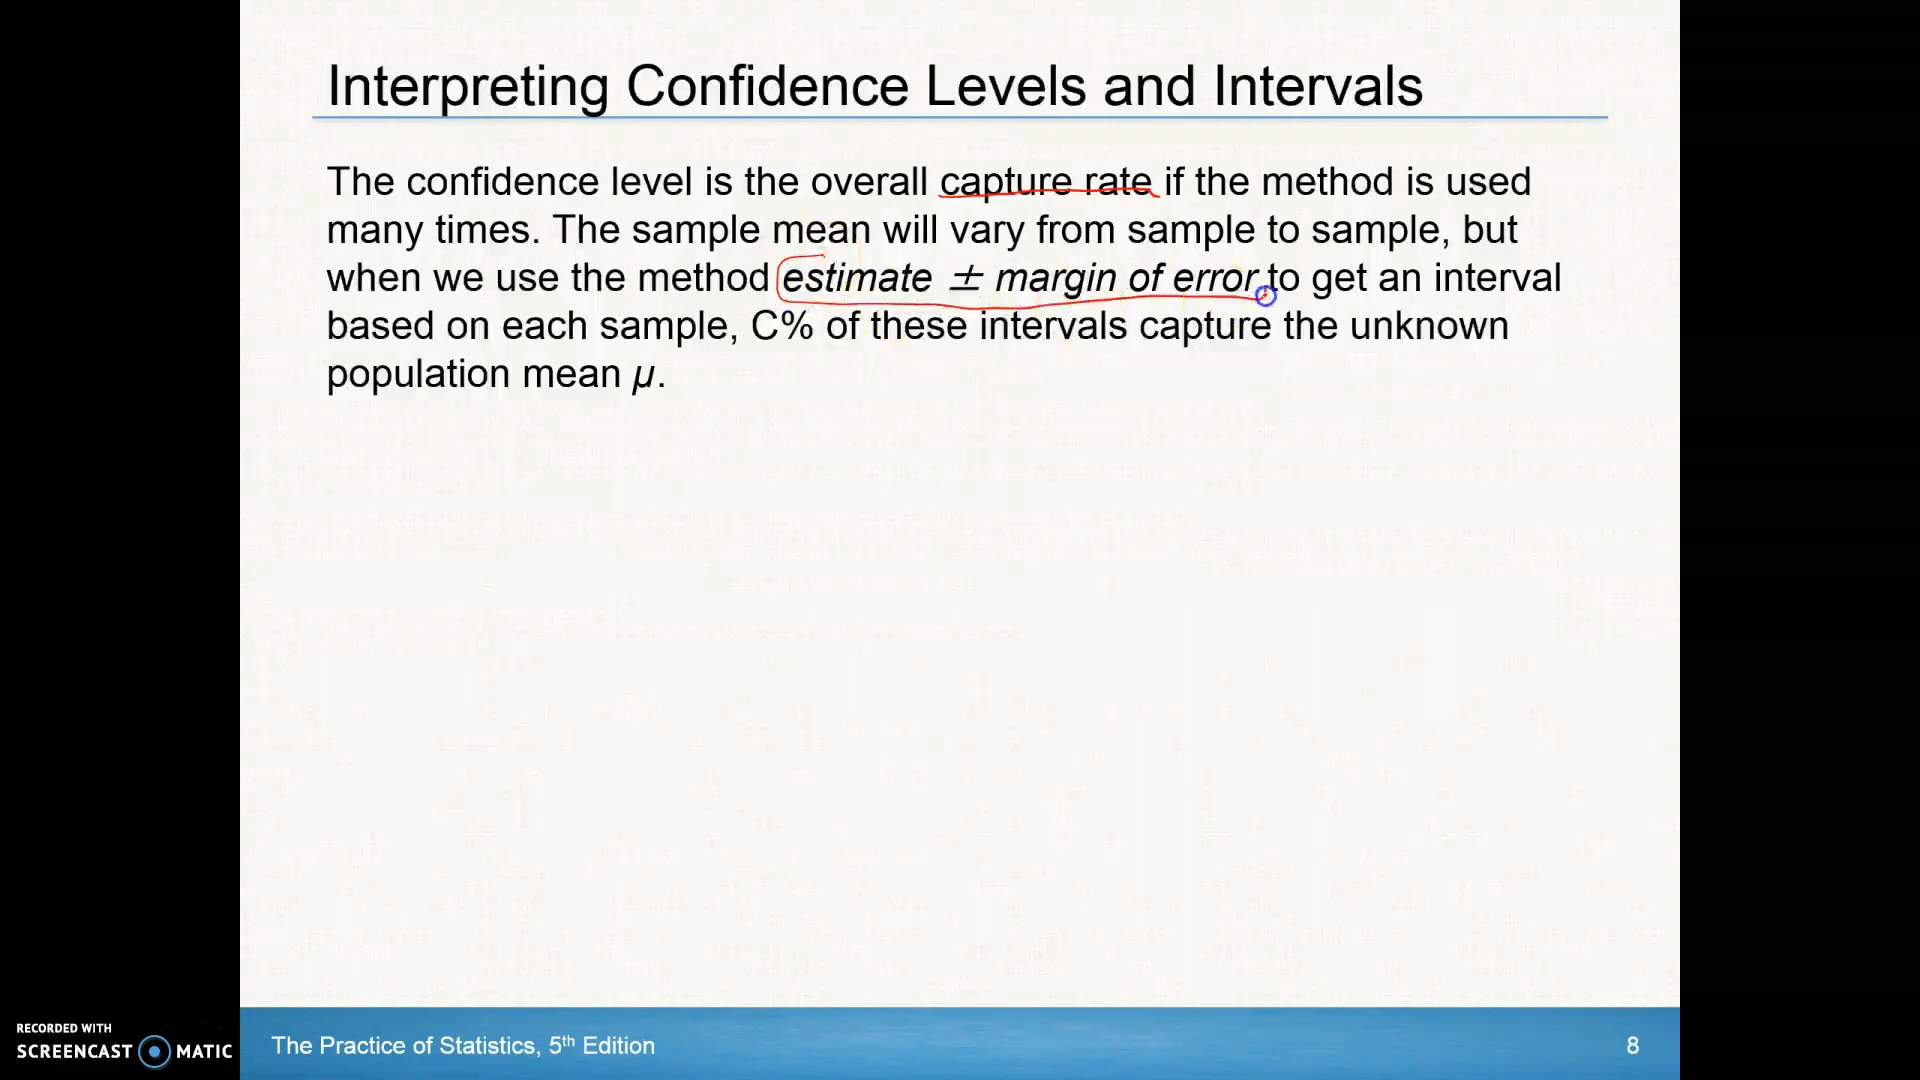 Interpreting Confidence Levels and Intervals
The confidence level is the overall capture rate if the method is used
many times. The sample mean will vary from sample to sample, but
when we use the method estimate ± margin of error to get an interval
based on each sample, C% of these intervals capture the unknown
population mean μ.
RECORDED WITH
SCREENCAST MATIC
The Practice of Statistics, 5th Edition
8